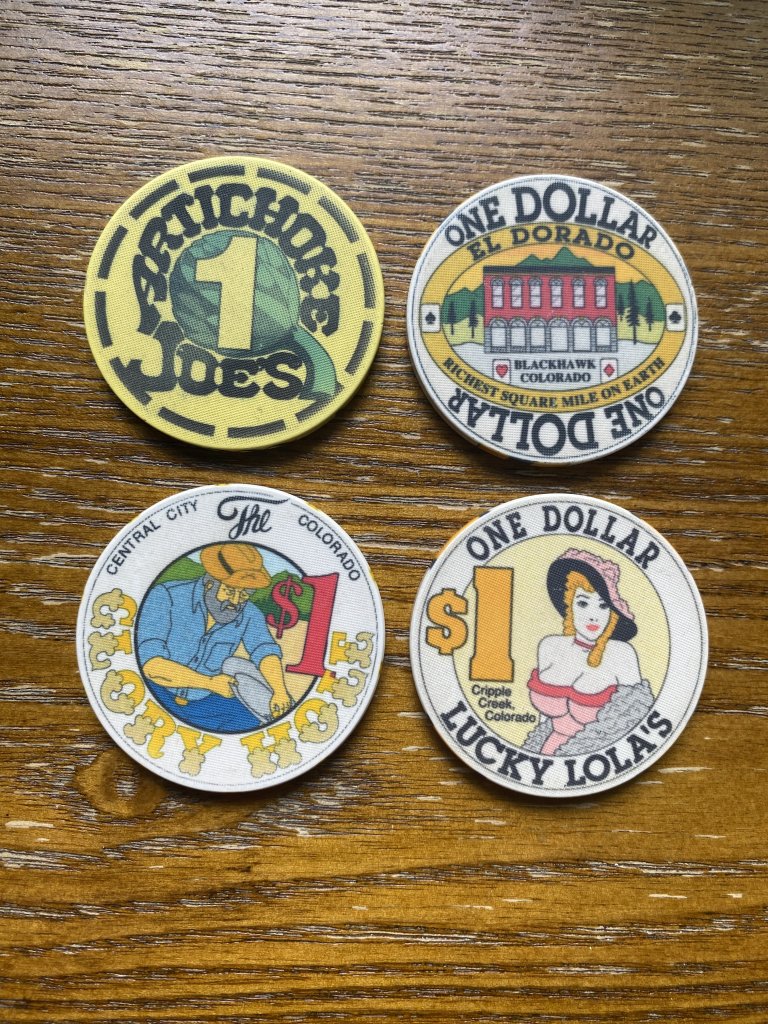 ARTICHOKE
1
JOE'S
ONE DOLLAR
EL DORADO
BLACKHAWK
COLORADO
RICHEST SQUARE MILE ON EARTH
ONE DOLLAR
CENTRAL CITY The COLORADO
$1
GLORY HOLE
ONE DOLLAR
$1
Cripple
Creek,
Colorado
LUCKY LOLA'S